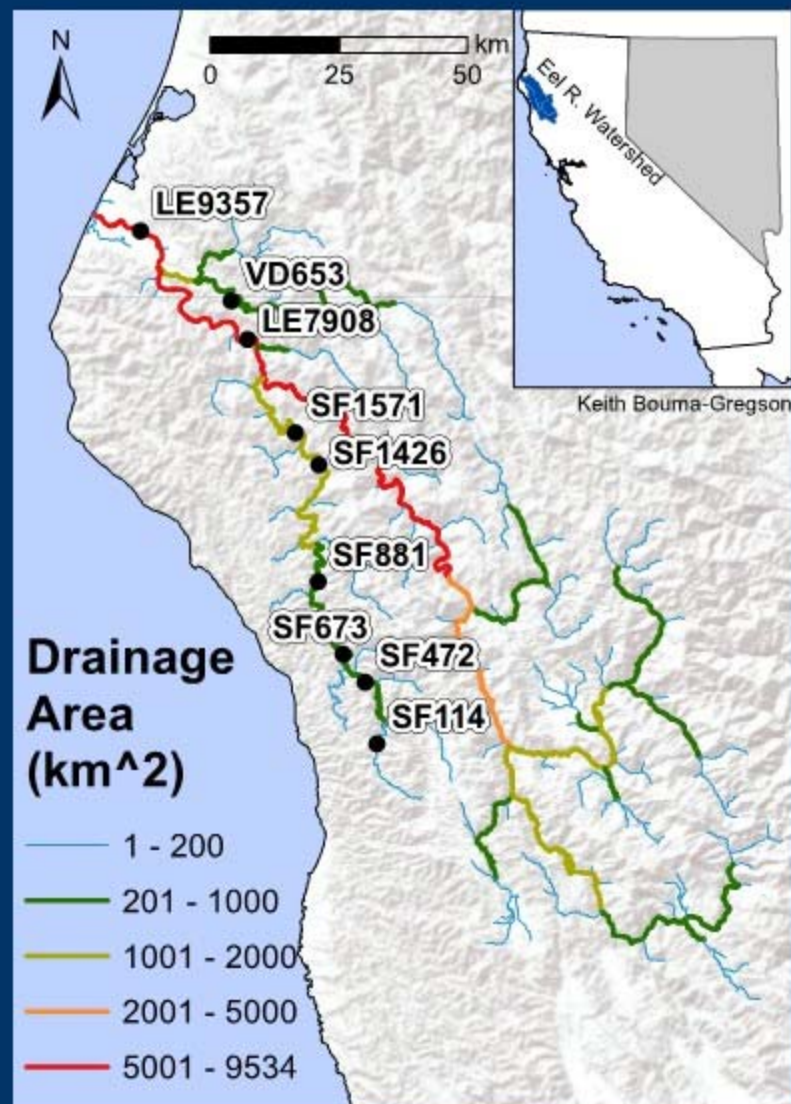 N
km
0 25 50
Eel R. Watershed
Keith Bouma-Gregson
LE9357
VD653
LE7908
SF1571
SF1426
SF881
SF673
SF472
SF114
Drainage
Area
(km^2)
1 - 200
201 - 1000
1001 - 2000
2001 - 5000
5001 - 9534